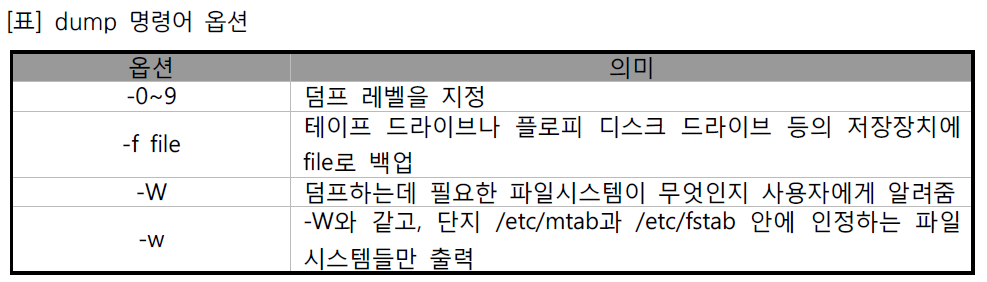 [표] dump 명령어 옵션
옵션 의미
-0~9 덤프 레벨을 지정
-f file 테이프 드라이브나 플로피 디스크 드라이브 등의 저장장치에
file로 백업
-W 덤프하는데 필요한 파일시스템이 무엇인지 사용자에게 알려줌
-w -W와 같고, 단지 /etc/mtab과 /etc/fstab 안에 인정하는 파일
시스템들만 출력